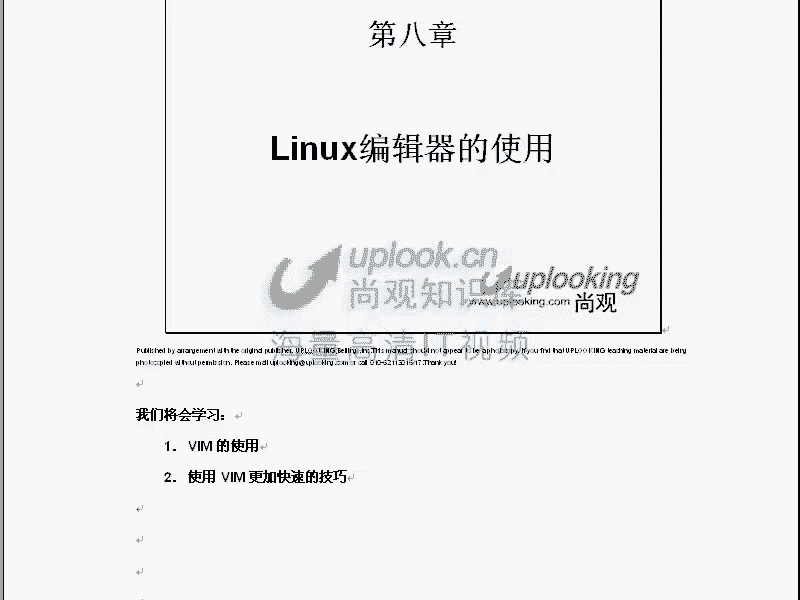 第八章
Linux编辑器的使用
uplook.cn
尚观知识库
uplooking
www.uplooking.com 尚观
海量高清IT视频
Published by arrangement with the original publisher, UPLOOKING Beijing,Inc.This manual should not appear to be a photocopy. If you find that UPLOOKING teaching material are being
photocopied without permission. Please mail uplooking@uplooking.com or call
Thank you!
我们将会学习：
1. VIM 的使用
2. 使用 VIM 更加快速的技巧